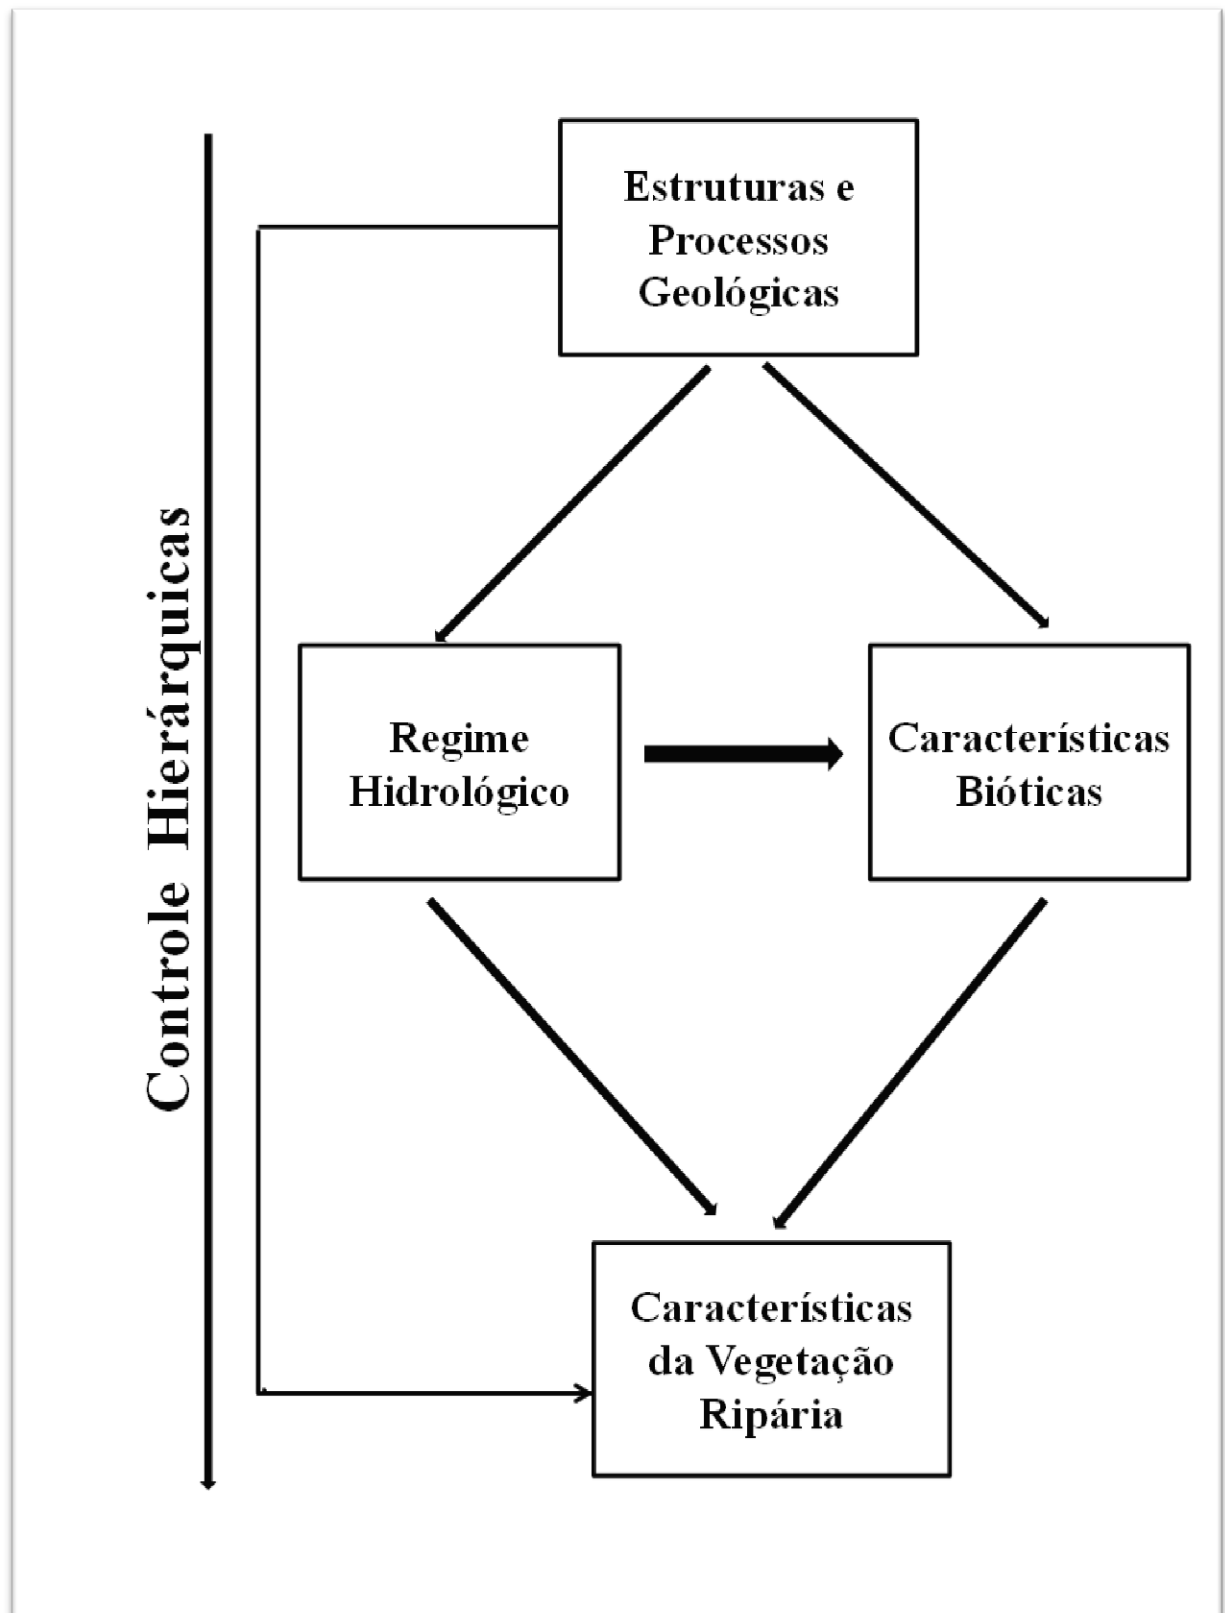 Estruturas e
Processos
Geológicas
Controle Hierárquicas
Regime
Hidrológico
Características
Bióticas
Características
da Vegetação
Ripária